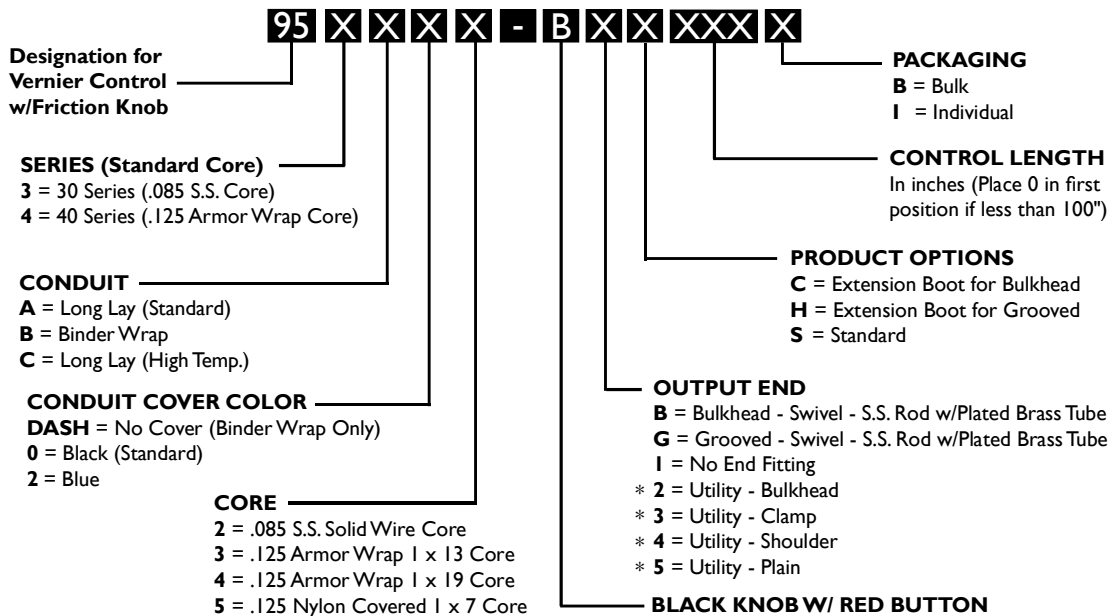 95 X X X X - B X X XXX X
Designation for
Vernier Control
w/Friction Knob
PACKAGING
B = Bulk
I = Individual
SERIES (Standard Core)
3 = 30 Series (.085 S.S. Core)
4 = 40 Series (.125 Armor Wrap Core)
CONTROL LENGTH
In inches (Place 0 in first
position if less than 100")
CONDUIT
A = Long Lay (Standard)
B = Binder Wrap
C = Long Lay (High Temp.)
PRODUCT OPTIONS
C = Extension Boot for Bulkhead
H = Extension Boot for Grooved
S = Standard
CONDUIT COVER COLOR
DASH = No Cover (Binder Wrap Only)
0 = Black (Standard)
2 = Blue
OUTPUT END
B = Bulkhead - Swivel - S.S. Rod w/Plated Brass Tube
G = Grooved - Swivel - S.S. Rod w/Plated Brass Tube
1 = No End Fitting
* 2 = Utility - Bulkhead
* 3 = Utility - Clamp
* 4 = Utility - Shoulder
* 5 = Utility - Plain
CORE
2 = .085 S.S. Solid Wire Core
3 = .125 Armor Wrap 1 x 13 Core
4 = .125 Armor Wrap 1 x 19 Core
5 = .125 Nylon Covered 1 x 7 Core
BLACK KNOB W/ RED BUTTON